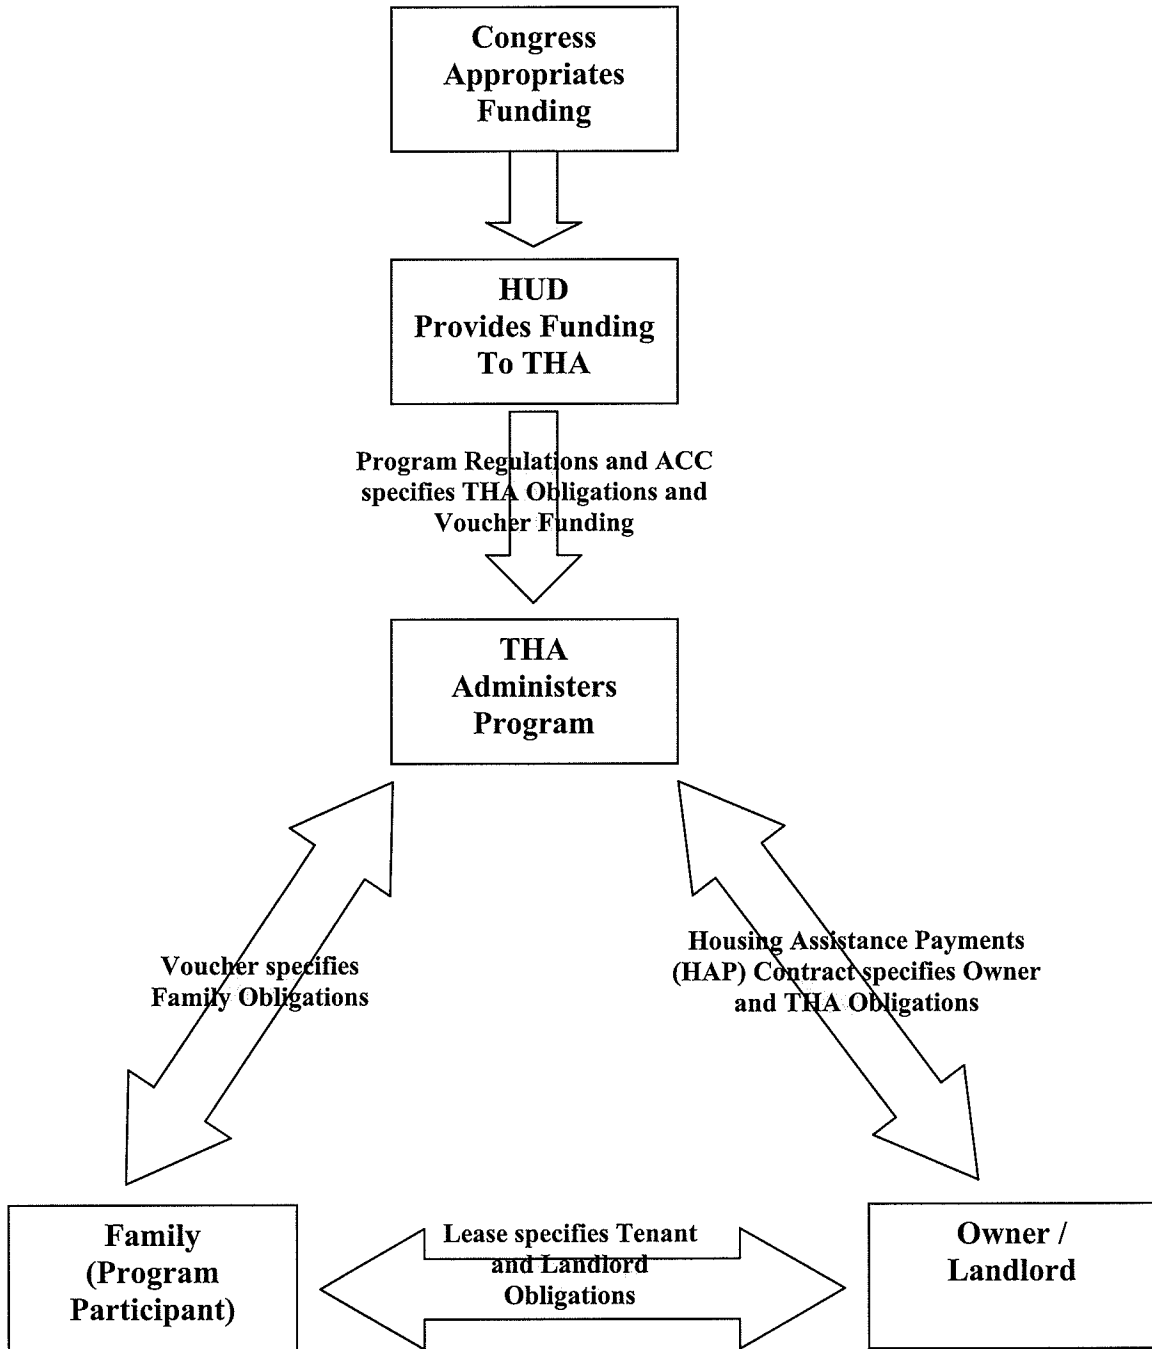 Congress
Appropriates
Funding
HUD
Provides Funding
To THA
Program Regulations and ACC
specifies THA Obligations and
Voucher Funding
THA
Administers
Program
Voucher specifies
Family Obligations
Housing Assistance Payments
(HAP) Contract specifies Owner
and THA Obligations
Family
(Program
Participant)
Lease specifies Tenant
and Landlord
Obligations
Owner /
Landlord